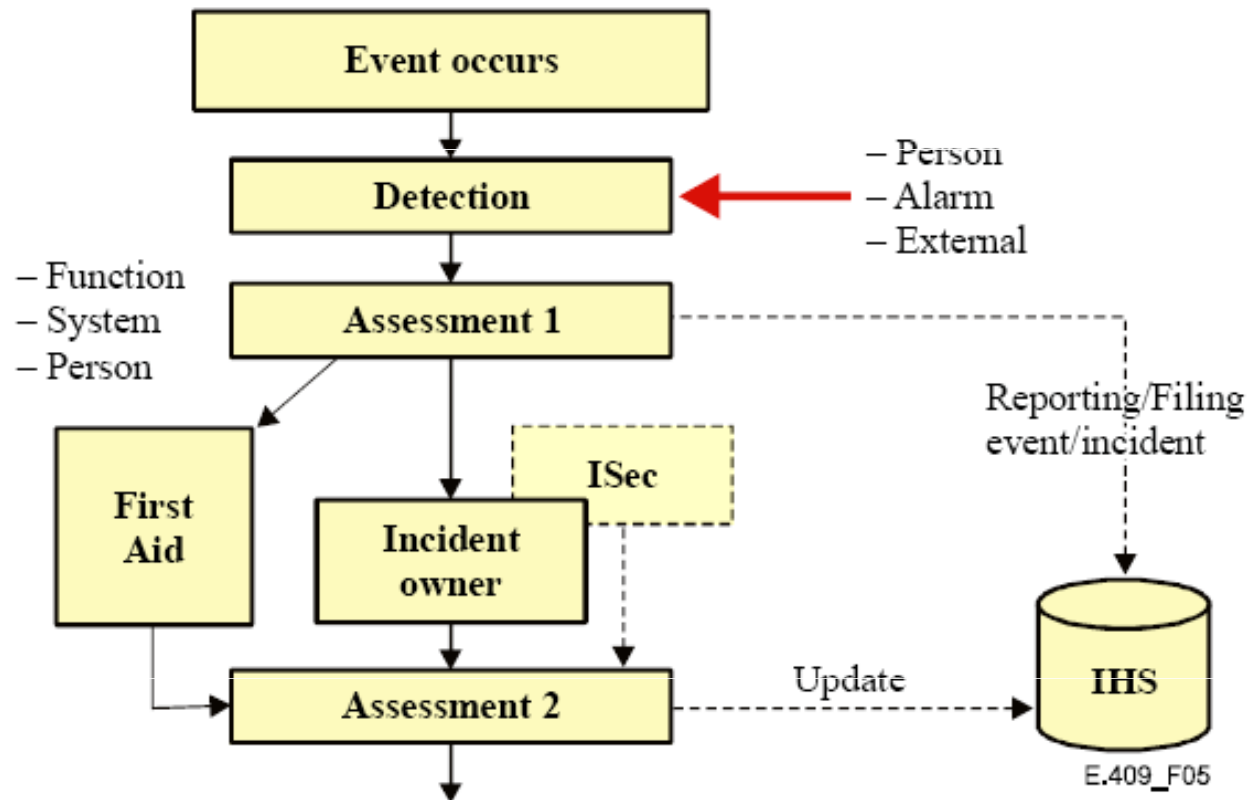 Event occurs
Detection
– Person
– Alarm
– External
– Function
– System
– Person
Assessment 1
Reporting/Filing
event/incident
First
Aid
ISec
Incident
owner
Assessment 2
Update
IHS
E.409_F05